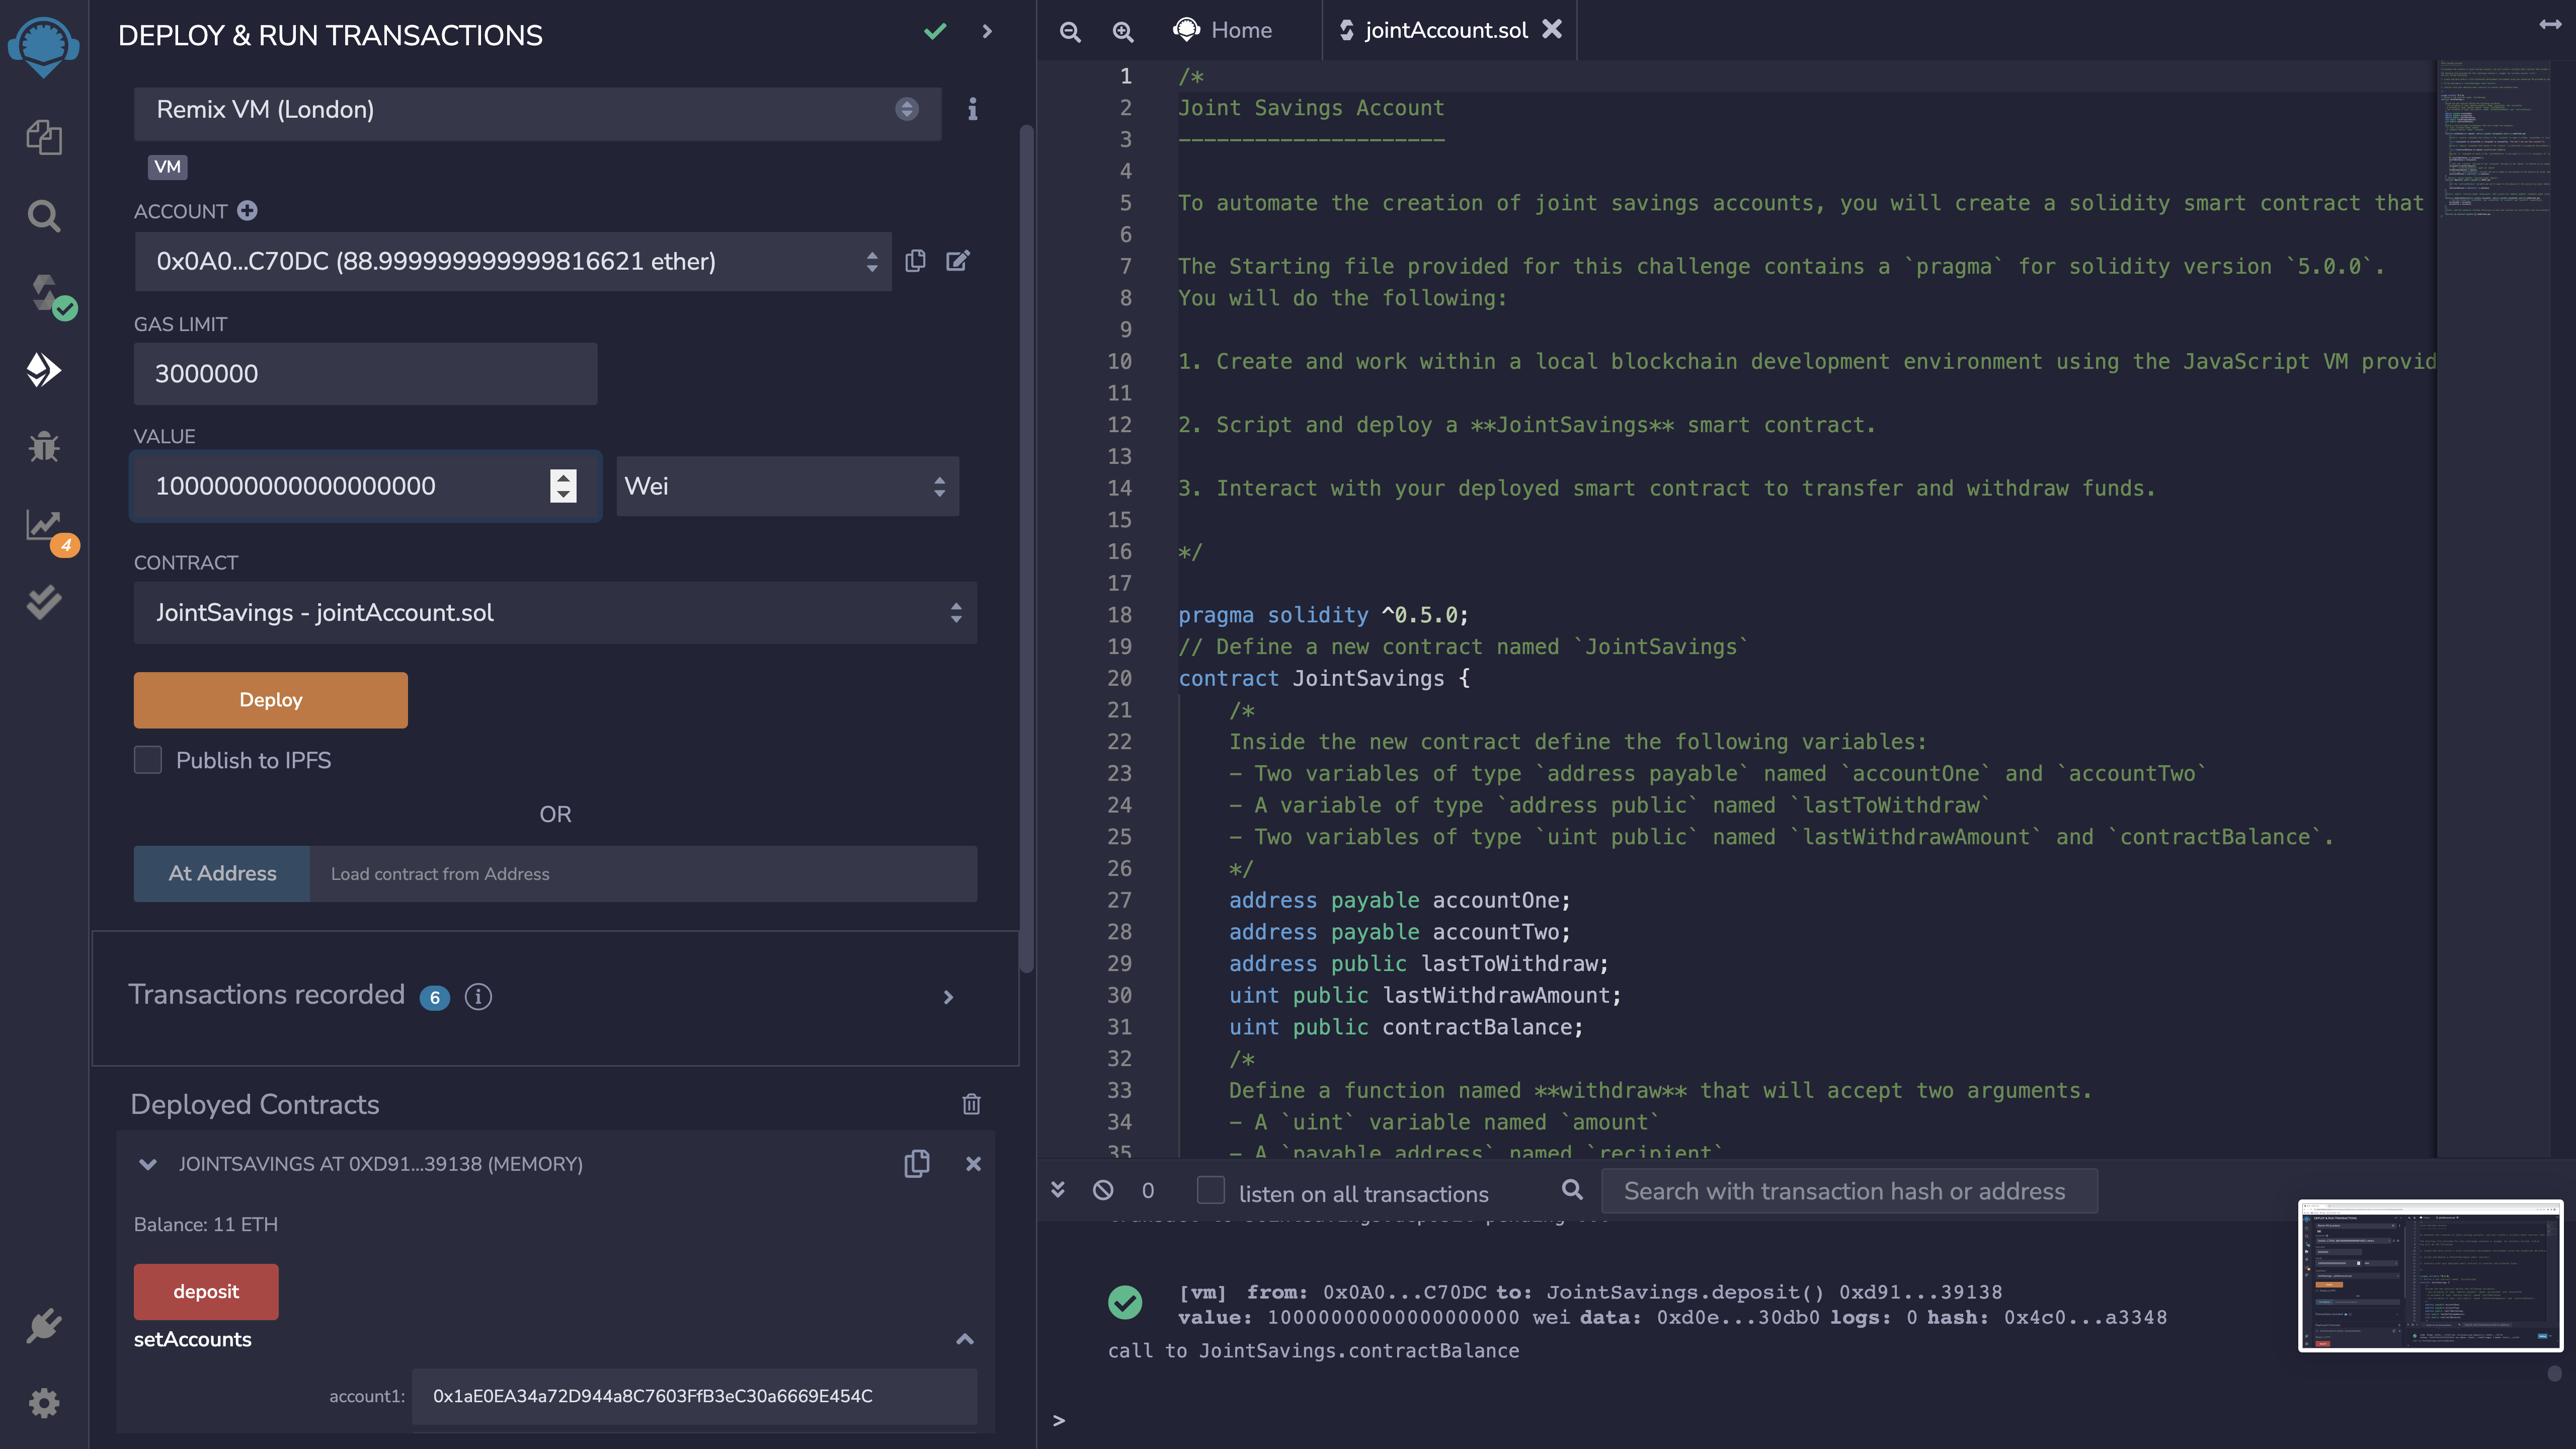 DEPLOY & RUN TRANSACTIONS
Remix VM (London)
VM
ACCOUNT
0x0A0...C70DC (88.999999999999816621 ether)
GAS LIMIT
3000000
VALUE
1000000000000000000
Wei
4
CONTRACT
JointSavings - jointAccount.sol
Deploy
Publish to IPFS
OR
At Address
Load contract from Address
Transactions recorded 6
Deployed Contracts
JOINTSAVINGS AT 0XD91...39138 (MEMORY)
Balance: 11 ETH
deposit
setAccounts
account1: 0x1aE0EA34a72D944a8C7603FfB3eC30a6669E454C
Home
jointAccount.sol
1 /*
2 Joint Savings Account
3 ---------------------
4
5 To automate the creation of joint savings accounts, you will create a solidity smart contract that
6
7 The Starting file provided for this challenge contains a `pragma` for solidity version `5.0.0`.
8 You will do the following:
9
10 1. Create and work within a local blockchain development environment using the JavaScript VM provid
11
12 2. Script and deploy a **JointSavings** smart contract.
13
14 3. Interact with your deployed smart contract to transfer and withdraw funds.
15
16 */
17
18 pragma solidity ^0.5.0;
19 // Define a new contract named `JointSavings`
20 contract JointSavings {
21 /*
22 Inside the new contract define the following variables:
23 - Two variables of type `address payable` named `accountOne` and `accountTwo`
24 - A variable of type `address public` named `lastToWithdraw`
25 - Two variables of type `uint public` named `lastWithdrawAmount` and `contractBalance`.
26 */
27 address payable accountOne;
28 address payable accountTwo;
29 address public lastToWithdraw;
30 uint public lastWithdrawAmount;
31 uint public contractBalance;
32 /*
33 Define a function named **withdraw** that will accept two arguments.
34 - A `uint` variable named `amount`
35 - A `payable address` named `recipient`
0
listen on all transactions
Search with transaction hash or address
[vm] from: 0x0A0...C70DC to: JointSavings.deposit() 0xd91...39138
value: 10000000000000000000 wei data: 0xd0e...30db0 logs: 0 hash: 0x4c0...a3348
call to JointSavings.contractBalance
>